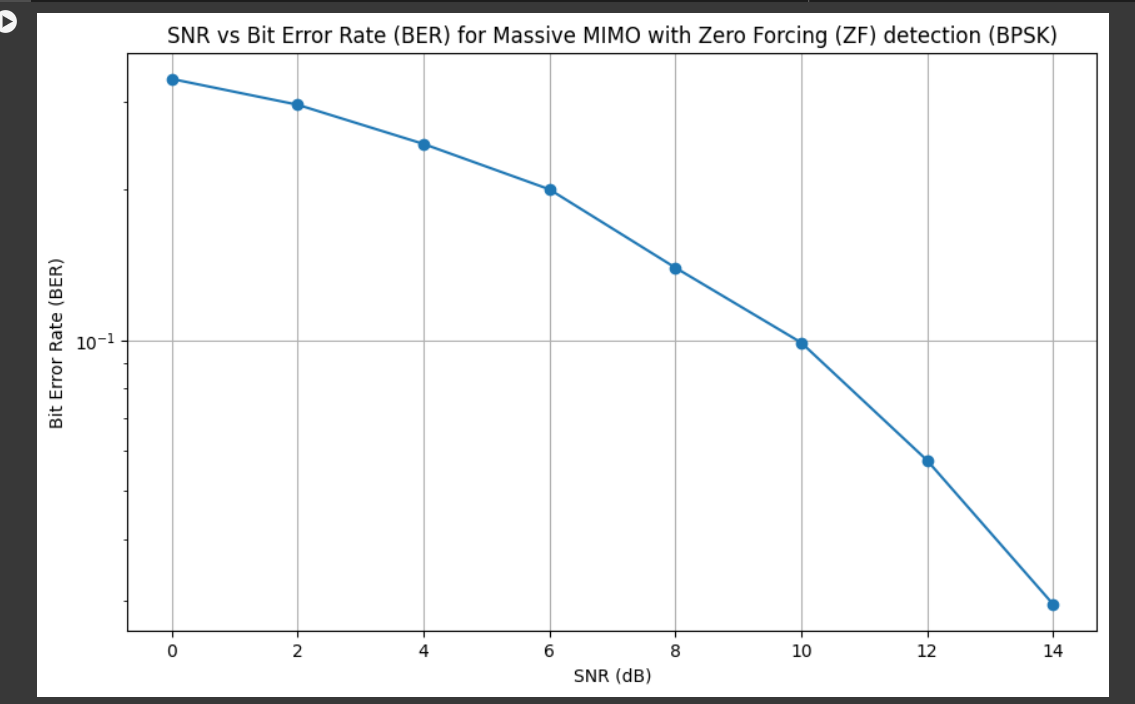 SNR vs Bit Error Rate (BER) for Massive MIMO with Zero Forcing (ZF) detection (BPSK)
Bit Error Rate (BER)
10⁻¹
0 2 4 6 8 10 12 14
SNR (dB)